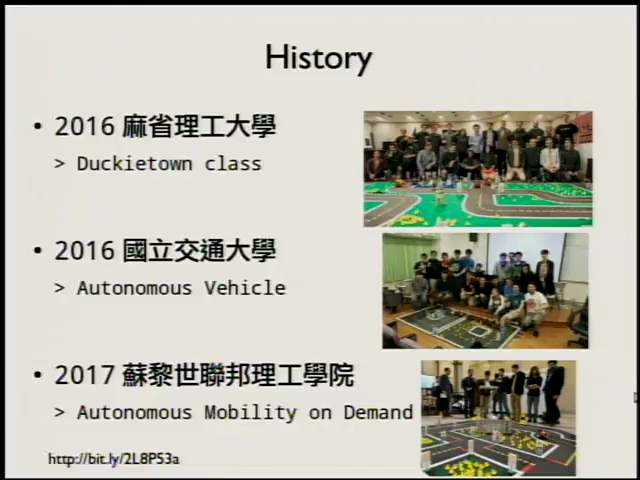 History
• 2016 麻省理工大學
> Duckietown class
• 2016 國立交通大學
> Autonomous Vehicle
• 2017 蘇黎世聯邦理工學院
> Autonomous Mobility on Demand
http://bit.ly/2L8P53a